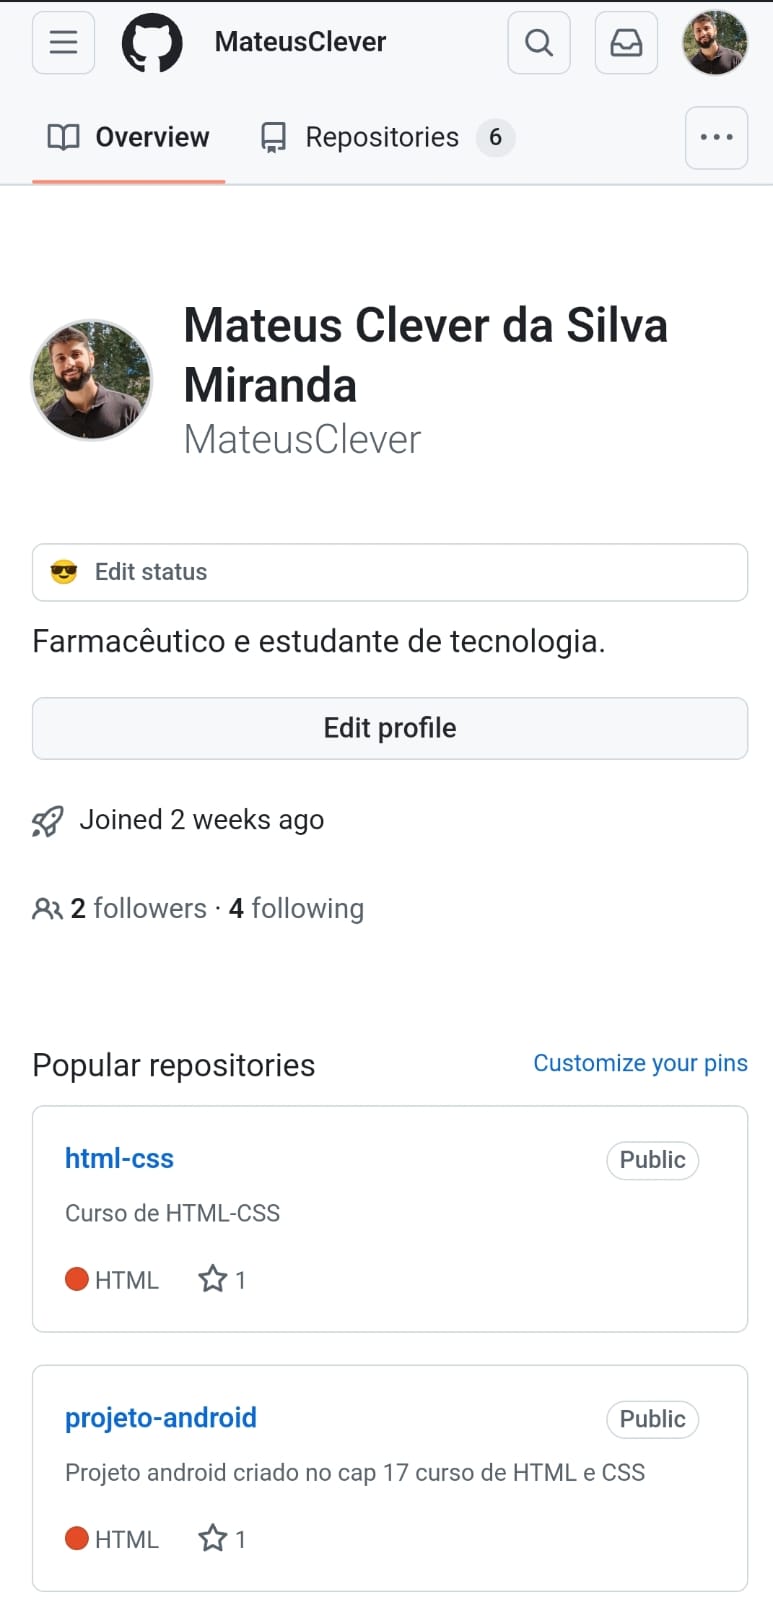 MateusClever
Overview
Repositories 6
Mateus Clever da Silva
Miranda
MateusClever
😎 Edit status
Farmacêutico e estudante de tecnologia.
Edit profile
Joined 2 weeks ago
2 followers · 4 following
Popular repositories
Customize your pins
html-css
Public
Curso de HTML-CSS
HTML 1
projeto-android
Public
Projeto android criado no cap 17 curso de HTML e CSS
HTML 1